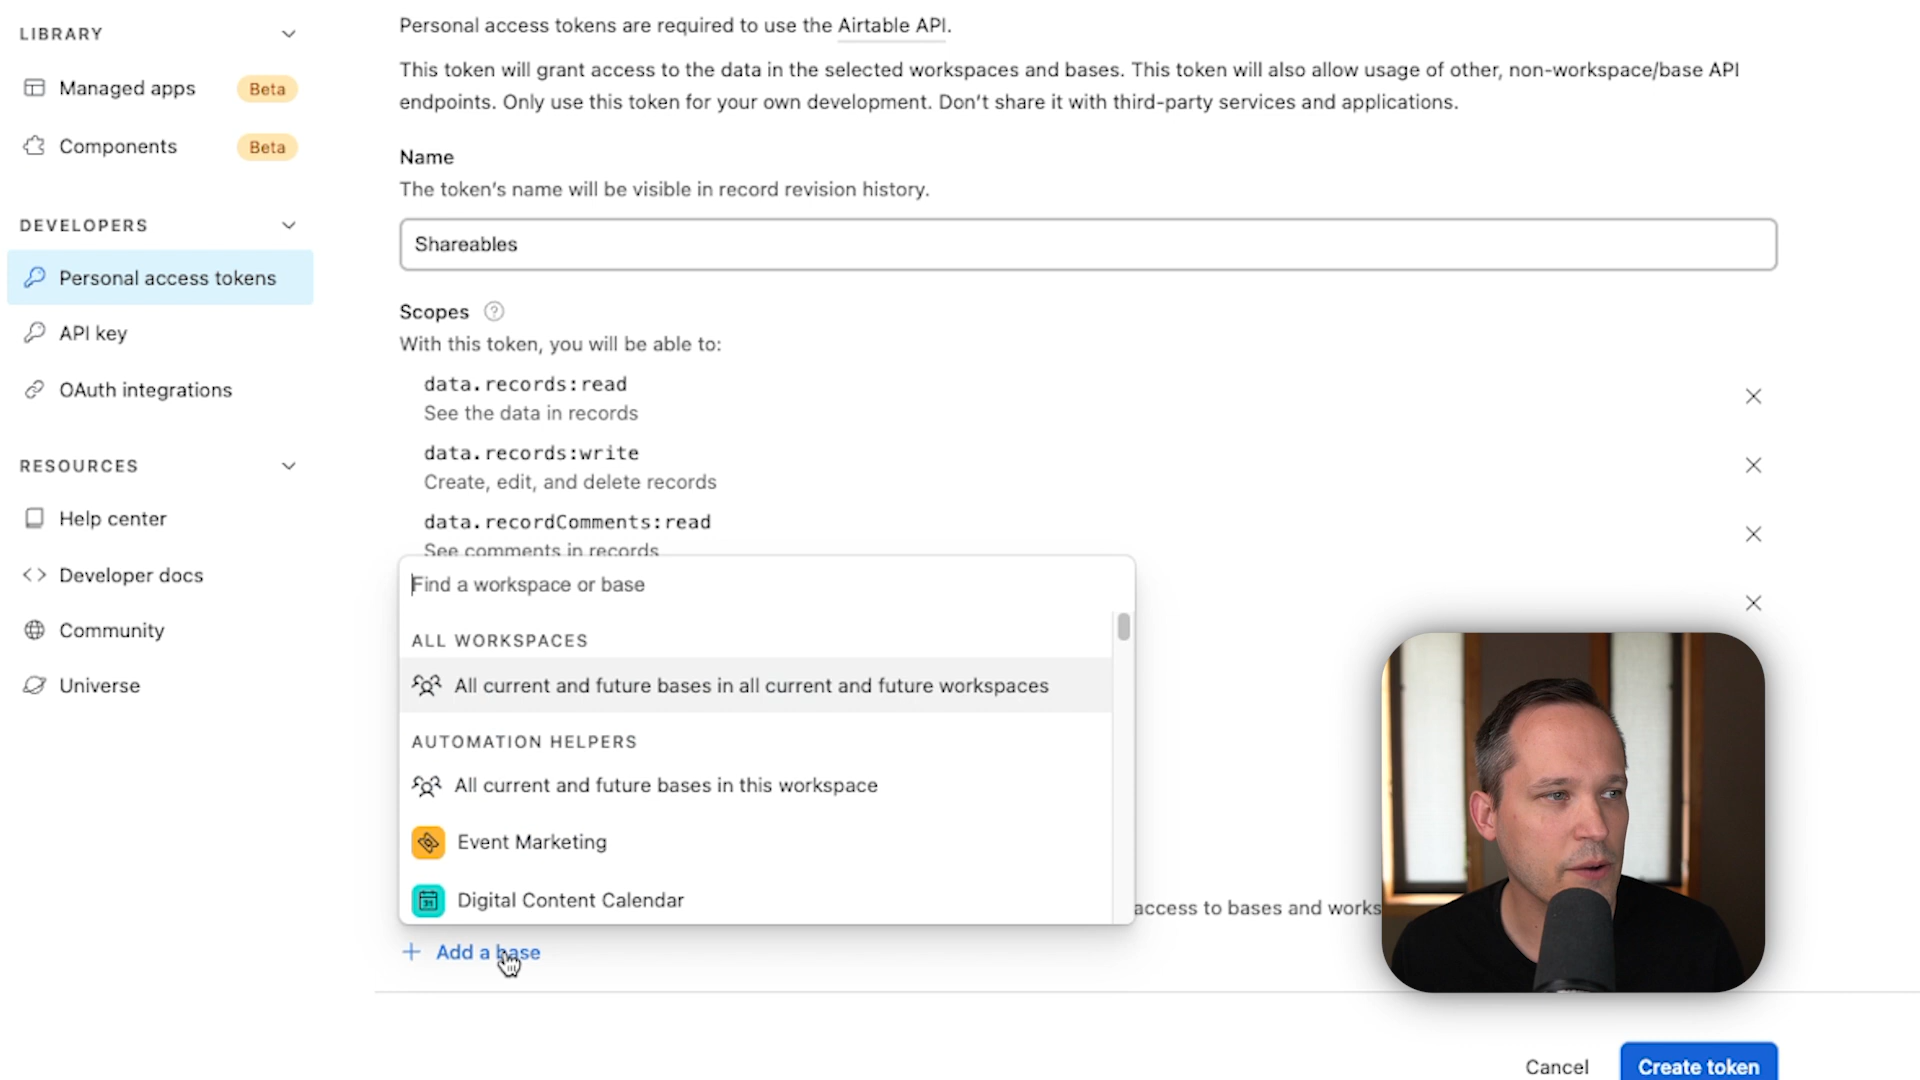 LIBRARY
Managed apps
Beta
Components
Beta
DEVELOPERS
Personal access tokens
API key
OAuth integrations
RESOURCES
Help center
Developer docs
Community
Universe
Personal access tokens are required to use the Airtable API.
This token will grant access to the data in the selected workspaces and bases. This token will also allow usage of other, non-workspace/base API
endpoints. Only use this token for your own development. Don’t share it with third-party services and applications.
Name
The token’s name will be visible in record revision history.
Shareables
Scopes
With this token, you will be able to:
data.records:read
See the data in records
data.records:write
Create, edit, and delete records
data.recordComments:read
See comments in records
Find a workspace or base
ALL WORKSPACES
All current and future bases in all current and future workspaces
AUTOMATION HELPERS
All current and future bases in this workspace
Event Marketing
Digital Content Calendar
access to bases and works
+ Add a base
Cancel
Create token